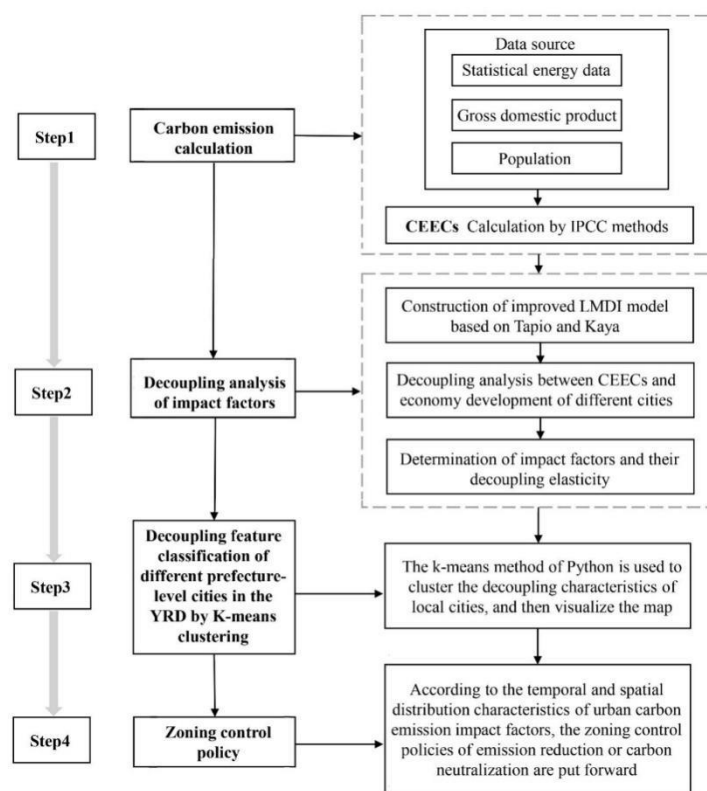 Data source
Statistical energy data
Gross domestic product
Population
Step1
Carbon emission
calculation
CEECs Calculation by IPCC methods
Construction of improved LMDI model
based on Tapio and Kaya
Step2
Decoupling analysis
of impact factors
Decoupling analysis between CEECs and
economy development of different cities
Determination of impact factors and their
decoupling elasticity
Step3
Decoupling feature
classification of
different prefecture-
level cities in the
YRD by K-means
clustering
The k-means method of Python is used to
cluster the decoupling characteristics of
local cities, and then visualize the map
Step4
Zoning control
policy
According to the temporal and spatial
distribution characteristics of urban carbon
emission impact factors, the zoning control
policies of emission reduction or carbon
neutralization are put forward